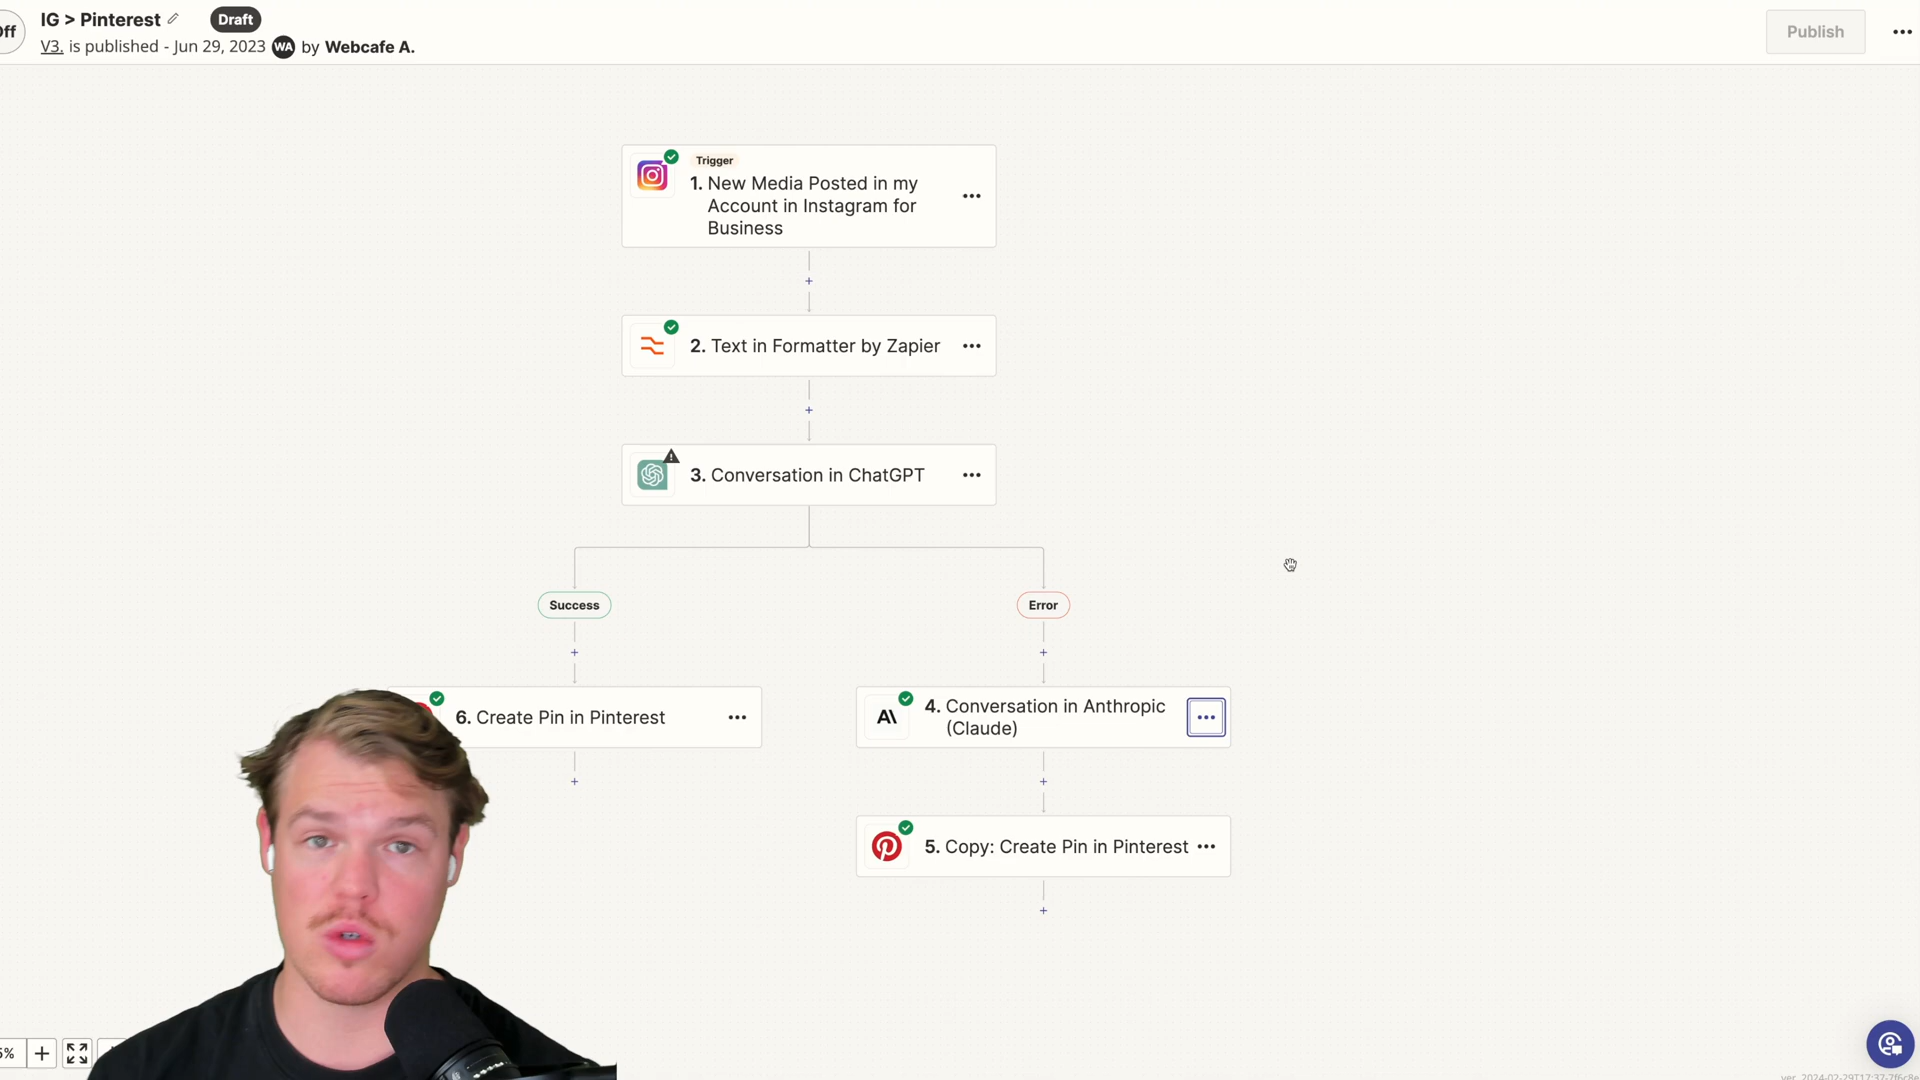 ff
IG > Pinterest
Draft
V3. is published - Jun 29, 2023 WA by Webcafe A.
Publish
Trigger
1. New Media Posted in my
Account in Instagram for
Business
2. Text in Formatter by Zapier
3. Conversation in ChatGPT
Success
Error
6. Create Pin in Pinterest
4. Conversation in Anthropic
(Claude)
5. Copy: Create Pin in Pinterest
%